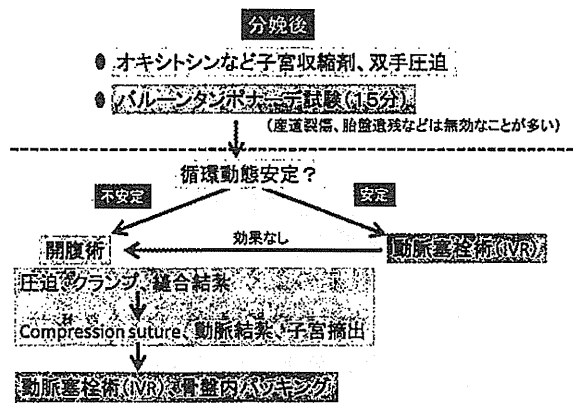 分娩後
オキシトシンなど子宮収縮剤、双手圧迫
バルーンタンポナーデ試験(15分)
(産道裂傷、胎盤遺残などは無効なことが多い)
循環動態安定?
不安定
安定
開腹術
効果なし
動脈塞栓術(IVR)
圧迫、クランプ、縫合結紮
Compression suture、動脈結紮、子宮摘出
動脈塞栓術(IVR)、骨盤内パッキング